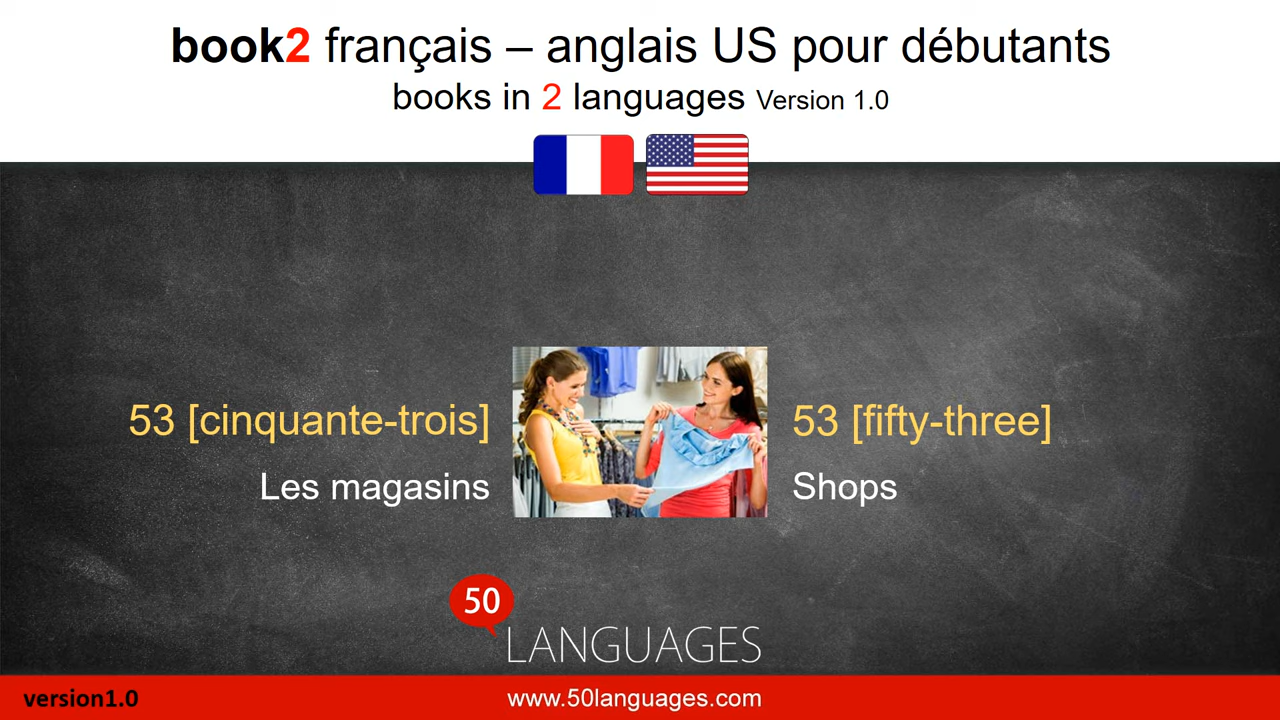 book2 français – anglais US pour débutants
books in 2 languages Version 1.0
53 [cinquante-trois]
Les magasins
53 [fifty-three]
Shops
50
LANGUAGES
version1.0
www.50languages.com